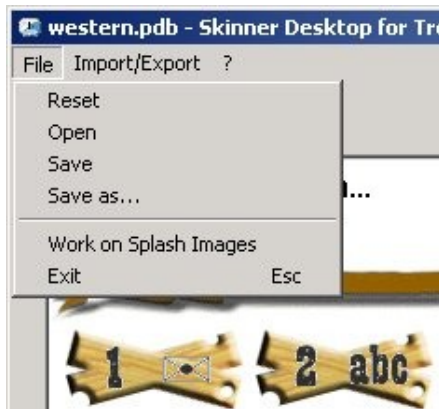 western.pdb - Skinner Desktop for Tre
File Import/Export ?
Reset
Open
Save
Save as...
Work on Splash Images
Exit Esc
1 2 abc